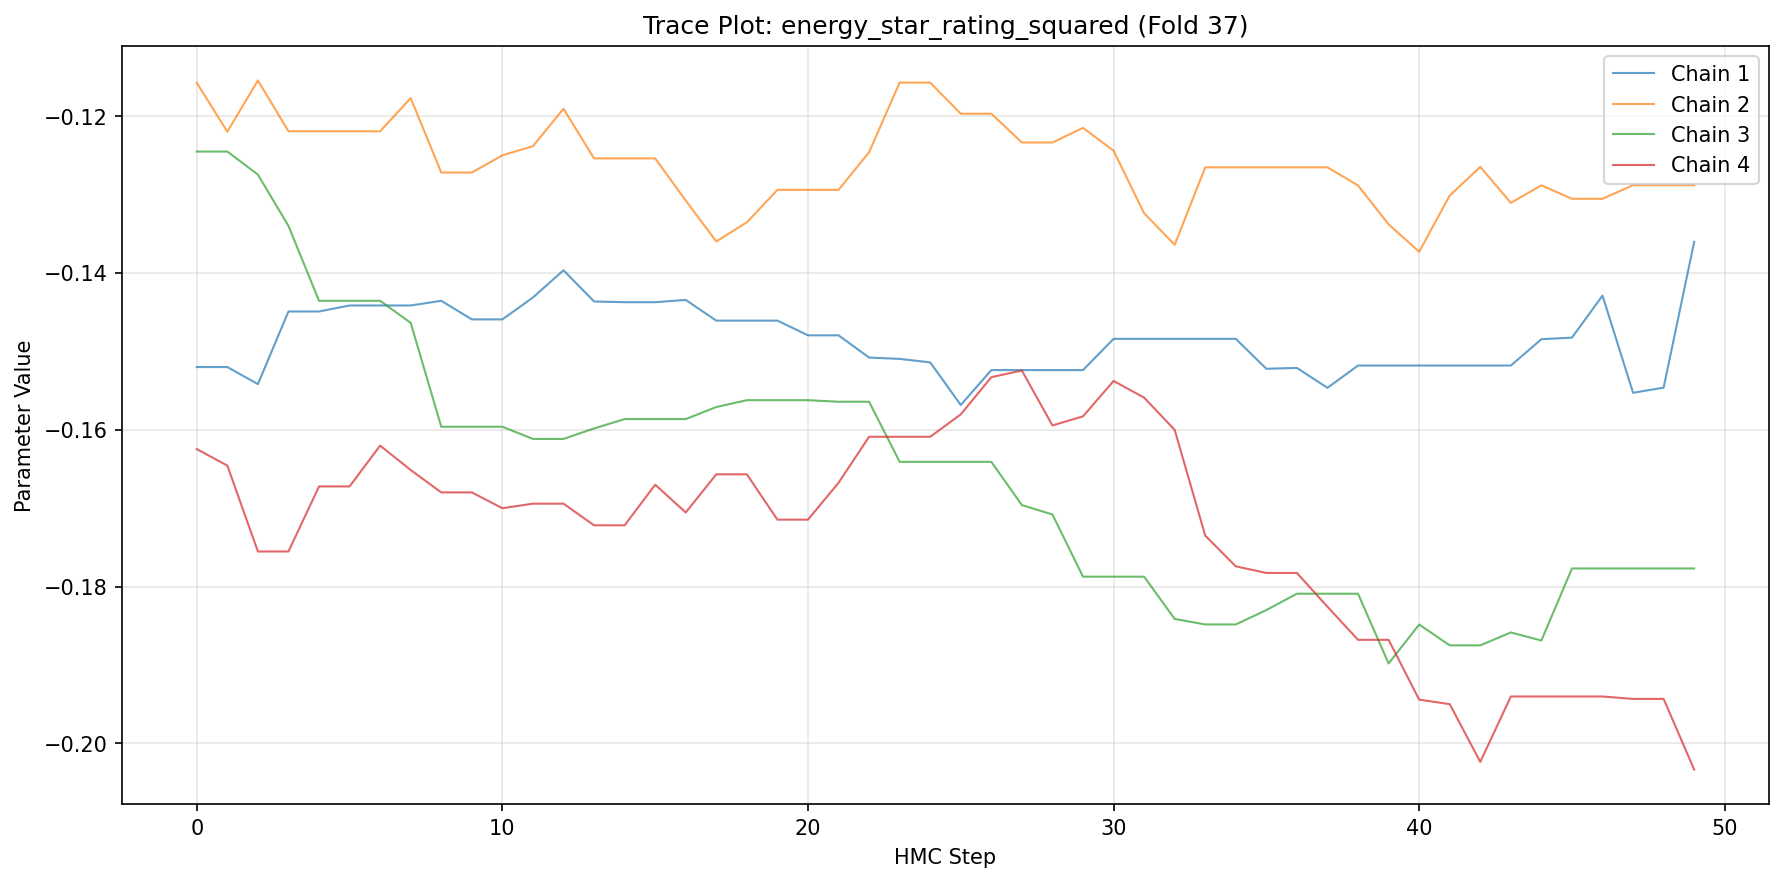 Trace Plot: energy_star_rating_squared (Fold 37)
Chain 1
Chain 2
Chain 3
Chain 4
−0.12
−0.14
−0.16
−0.18
−0.20
Parameter Value
0 10 20 30 40 50
HMC Step